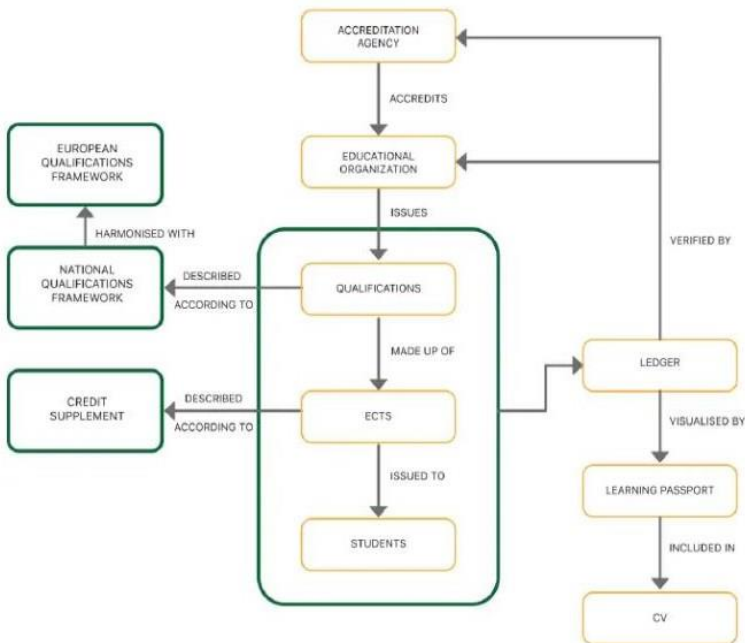 ACCREDITATION
AGENCY
ACCREDITS
EUROPEAN
QUALIFICATIONS
FRAMEWORK
EDUCATIONAL
ORGANIZATION
ISSUES
HARMONISED WITH
VERIFIED BY
NATIONAL
QUALIFICATIONS
FRAMEWORK
DESCRIBED
ACCORDING TO
QUALIFICATIONS
MADE UP OF
LEDGER
CREDIT
SUPPLEMENT
DESCRIBED
ACCORDING TO
ECTS
VISUALISED BY
ISSUED TO
LEARNING PASSPORT
STUDENTS
INCLUDED IN
CV